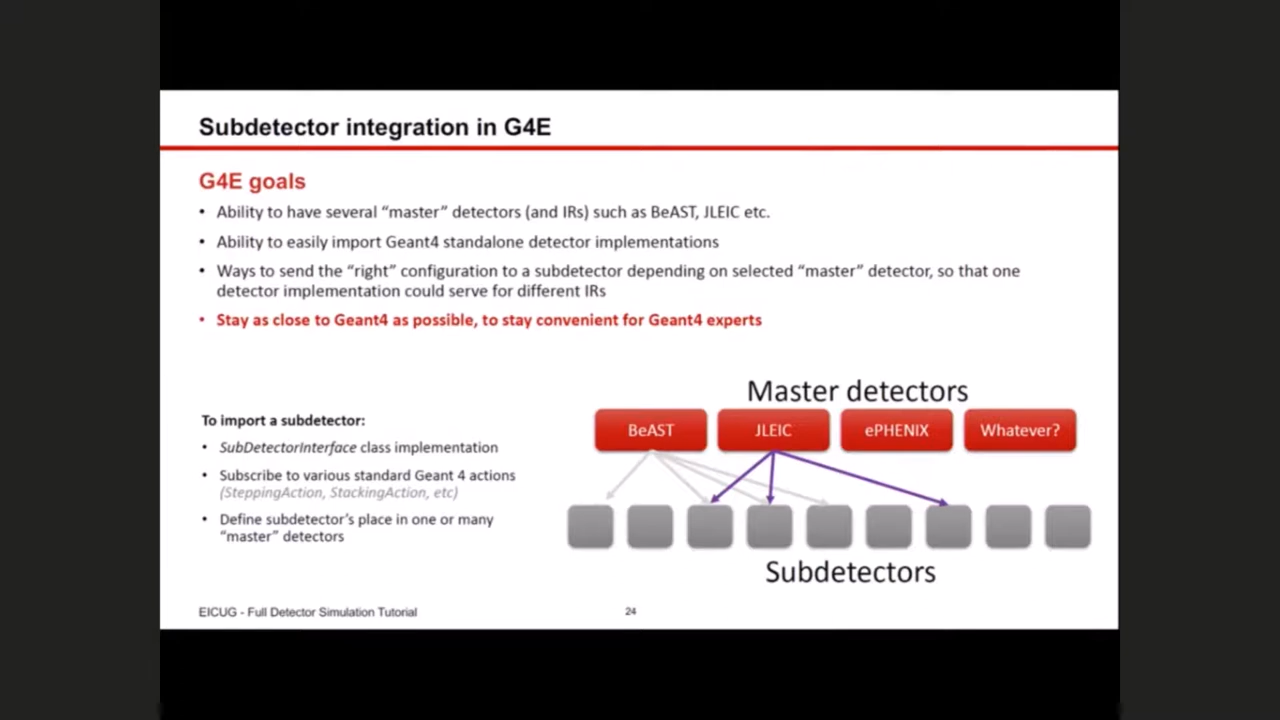 Subdetector integration in G4E
G4E goals
• Ability to have several “master” detectors (and IRs) such as BeAST, JLEIC etc.
• Ability to easily import Geant4 standalone detector implementations
• Ways to send the “right” configuration to a subdetector depending on selected “master” detector, so that one
detector implementation could serve for different IRs
• Stay as close to Geant4 as possible, to stay convenient for Geant4 experts
To import a subdetector:
• SubDetectorInterface class implementation
• Subscribe to various standard Geant 4 actions
(SteppingAction, StackingAction, etc)
• Define subdetector’s place in one or many
“master” detectors
Master detectors
BeAST
JLEIC
ePHENIX
Whatever?
Subdetectors
EICUG - Full Detector Simulation Tutorial
24